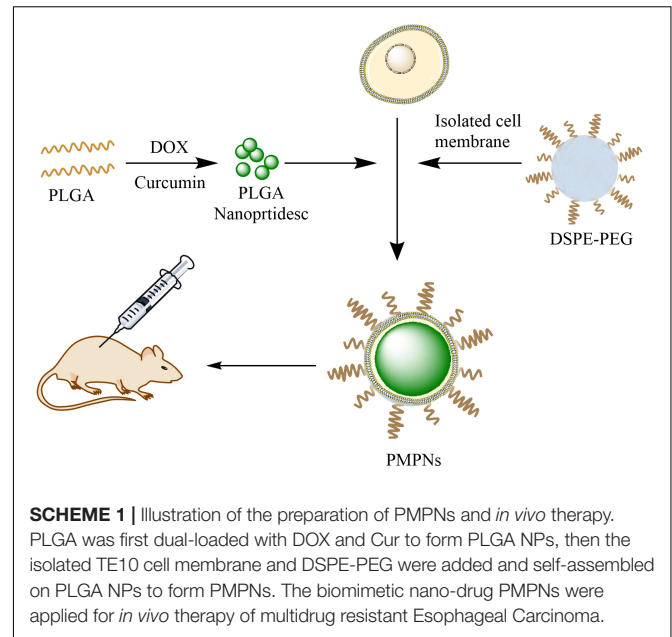 Isolated cell
membrane
DOX
Curcumin
PLGA
PLGA
Nanoprtidesc
DSPE-PEG
PMPNs
SCHEME 1 | Illustration of the preparation of PMPNs and in vivo therapy.
PLGA was first dual-loaded with DOX and Cur to form PLGA NPs, then the
isolated TE10 cell membrane and DSPE-PEG were added and self-assembled
on PLGA NPs to form PMPNs. The biomimetic nano-drug PMPNs were
applied for in vivo therapy of multidrug resistant Esophageal Carcinoma.